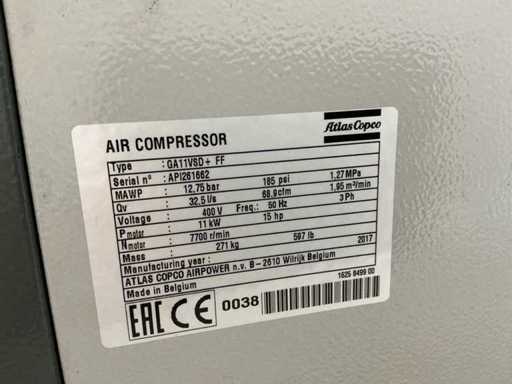 Atlas Copco
AIR COMPRESSOR
Type : GA11VSD+ FF
Serial n° : API261662
MAWP : 12,75 bar 185 psi 1.27 MPa
Qv : 32,5l/s 68.9cfm 1.95 m³/min
Voltage : 400 V Freq.: 50 Hz 3 Ph
Pmotor : 11 kW 15 hp
Nmotor : 7700 r/min
Mass : 271 kg 597 lb
Manufacturing year : 2017
ATLAS COPCO AIRPOWER n.v. B-2610 Wilrijk Belgium
Made in Belgium
1625 8499 00
EAC CE 0038